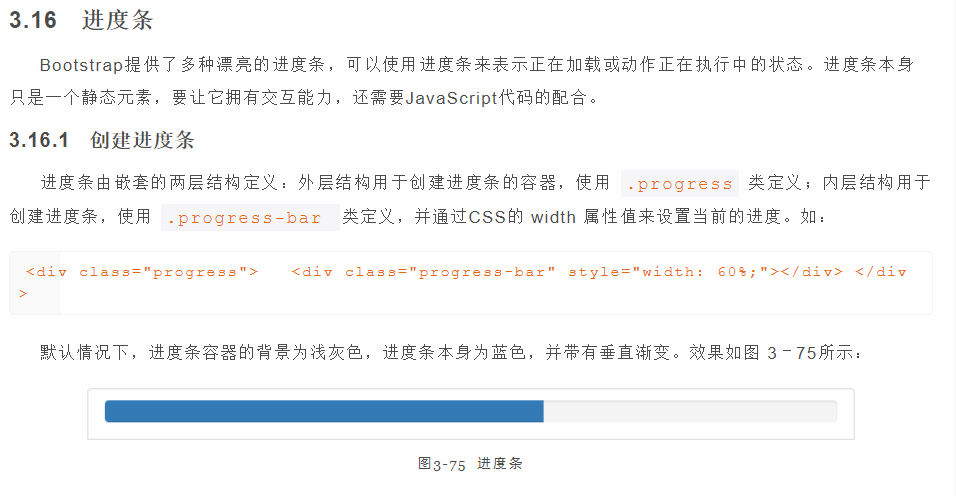 3.16 进度条
Bootstrap提供了多种漂亮的进度条，可以使用进度条来表示正在加载或动作正在执行中的状态。进度条本身
只是一个静态元素，要让它拥有交互能力，还需要JavaScript代码的配合。
3.16.1 创建进度条
进度条由嵌套的两层结构定义：外层结构用于创建进度条的容器，使用 .progress 类定义；内层结构用于
创建进度条，使用 .progress-bar 类定义，并通过CSS的 width 属性值来设置当前的进度。如：
<div class="progress">   <div class="progress-bar" style="width: 60%;"></div> </div
>
默认情况下，进度条容器的背景为浅灰色，进度条本身为蓝色，并带有垂直渐变。效果如图 3－75所示：
图3-75 进度条